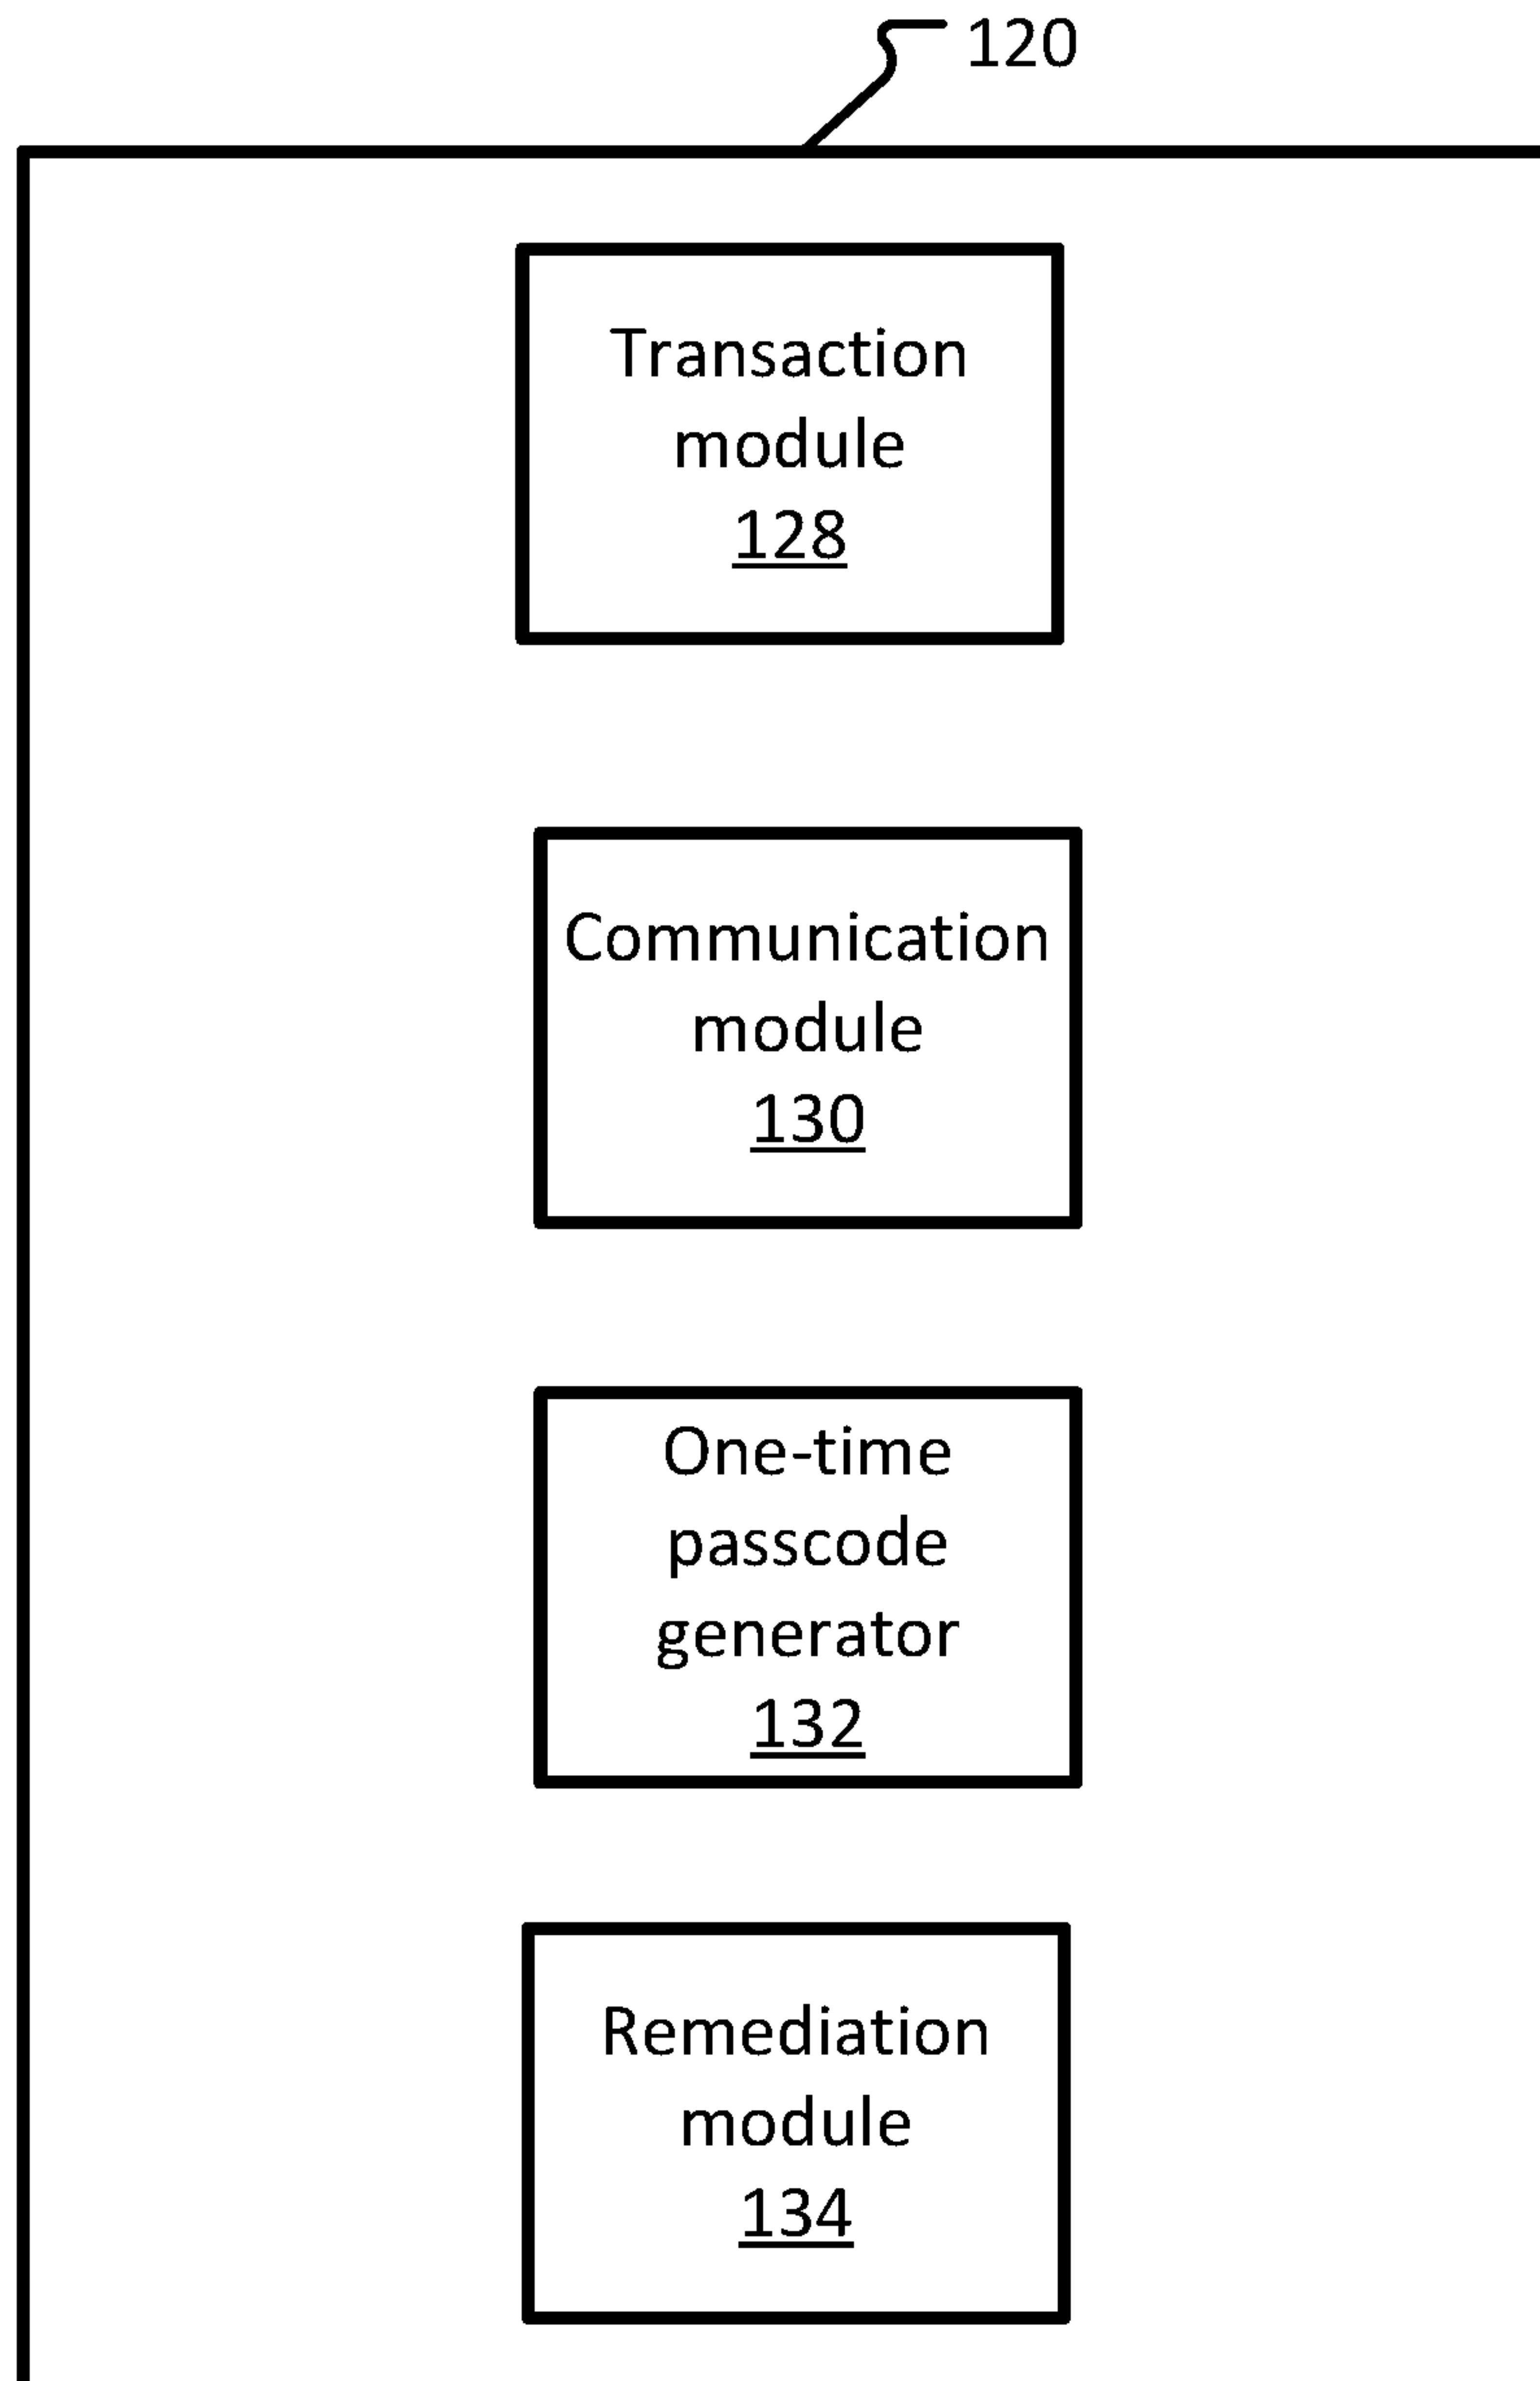 120
Transaction
module
128
Communication
module
130
One-time
passcode
generator
132
Remediation
module
134